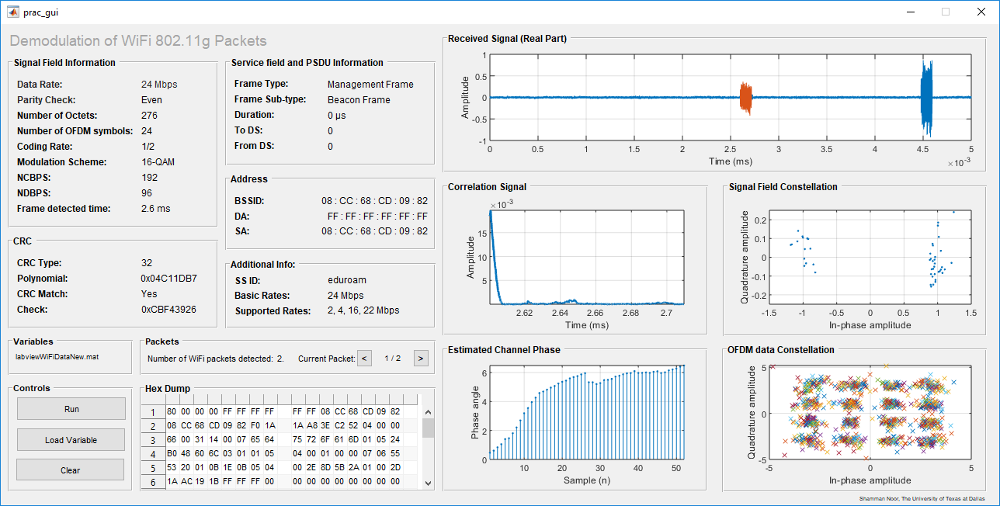 prac_gui
Demodulation of WiFi 802.11g Packets
Signal Field Information
Data Rate: 24 Mbps
Parity Check: Even
Number of Octets: 276
Number of OFDM symbols: 24
Coding Rate: 1/2
Modulation Scheme: 16-QAM
NCBPS: 192
NDBPS: 96
Frame detected time: 2.6 ms
CRC
CRC Type: 32
Polynomial: 0x04C11DB7
CRC Match: Yes
Check: 0xCBF43926
Service field and PSDU Information
Frame Type: Management Frame
Frame Sub-type: Beacon Frame
Duration: 0 µs
To DS: 0
From DS: 0
Address
BSSID: 08 : CC : 68 : CD : 09 : 82
DA: FF : FF : FF : FF : FF : FF
SA: 08 : CC : 68 : CD : 09 : 82
Additional Info:
SS ID: eduroam
Basic Rates: 24 Mbps
Supported Rates: 2, 4, 16, 22 Mbps
Variables
labviewWiFiDataNew.mat
Packets
Number of WiFi packets detected: 2. Current Packet: < 1 / 2 >
Controls
Run
Load Variable
Clear
Hex Dump
1 80 00 00 00 FF FF FF FF FF FF 08 CC 68 CD 09 82
2 08 CC 68 CD 09 82 F0 1A 1A A8 3E C2 52 04 00 00
3 66 00 31 14 00 07 65 64 75 72 6F 61 6D 01 05 24
4 B0 48 60 6C 03 01 01 05 04 00 01 00 00 07 06 55
5 53 20 01 0B 1E 0B 05 04 00 2E 8D 5B 2A 01 00 2D
6 1A AC 19 1B FF FF FF 00 00 00 00 00 00 00 00 00
Received Signal (Real Part)
Amplitude
1
0.5
0
-0.5
-1
0 0.5 1 1.5 2 2.5 3 3.5 4 4.5 5
Time (ms)
×10-3
Correlation Signal
×10-3
Amplitude
15
10
5
2.62 2.64 2.66 2.68 2.7
Time (ms)
Signal Field Constellation
Quadrature amplitude
0.2
0.1
0
-0.1
-0.2
-1.5 -1 -0.5 0 0.5 1 1.5
In-phase amplitude
Estimated Channel Phase
Phase angle
6
4
2
0
10 20 30 40 50
Sample (n)
OFDM data Constellation
Quadrature amplitude
5
0
-5
-5 0 5
In-phase amplitude
Shamman Noor, The University of Texas at Dallas